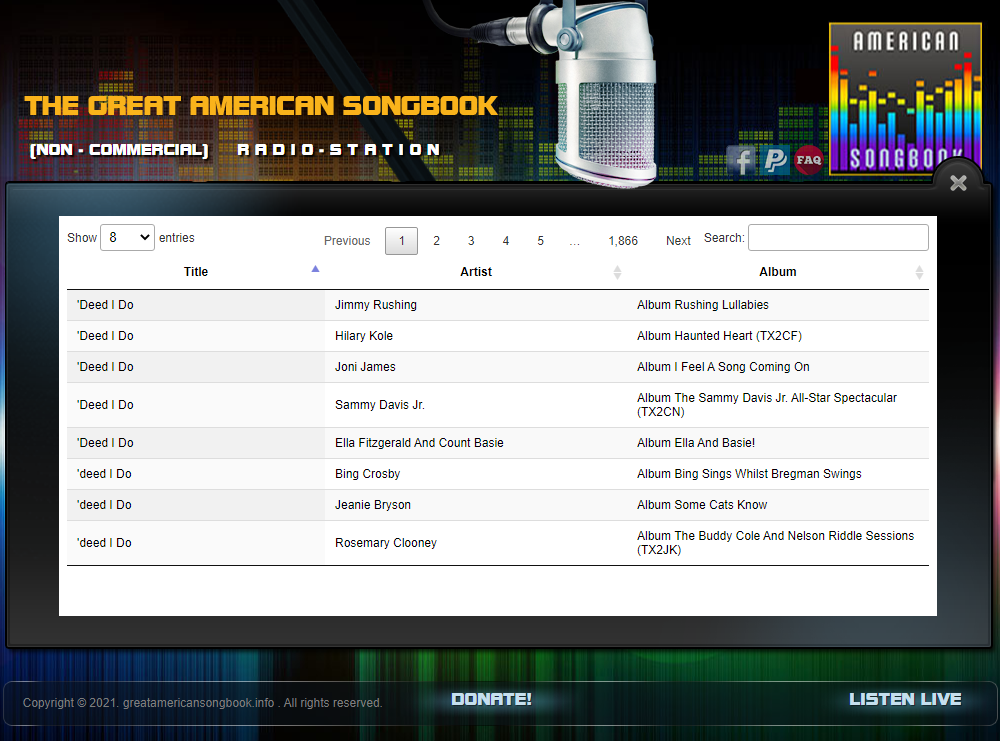 AMERICAN
SONGBOOK
THE GREAT AMERICAN SONGBOOK
(NON - COMMERCIAL) RADIO-STATION
f P FAQ
Show 8 entries Previous 1 2 3 4 5 … 1,866 Next Search:
Title Artist Album
'Deed I Do Jimmy Rushing Album Rushing Lullabies
'Deed I Do Hilary Kole Album Haunted Heart (TX2CF)
'Deed I Do Joni James Album I Feel A Song Coming On
'Deed I Do Sammy Davis Jr. Album The Sammy Davis Jr. All-Star Spectacular
(TX2CN)
'Deed I Do Ella Fitzgerald And Count Basie Album Ella And Basie!
'deed I Do Bing Crosby Album Bing Sings Whilst Bregman Swings
'deed I Do Jeanie Bryson Album Some Cats Know
'deed I Do Rosemary Clooney Album The Buddy Cole And Nelson Riddle Sessions
(TX2JK)
Copyright © 2021. greatamericansongbook.info . All rights reserved. DONATE! LISTEN LIVE